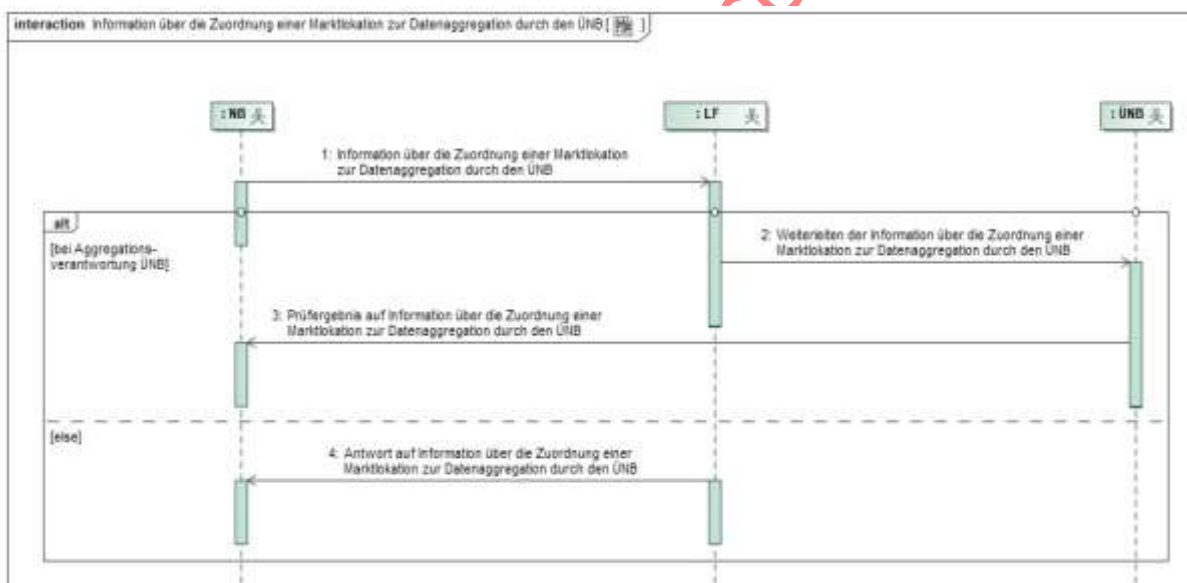 interaction Information über die Zuordnung einer Marktlokation zur Datenaggregation durch den ÜNB [ ]
: NB
: LF
: ÜNB
1: Information über die Zuordnung einer Marktlokation
zur Datenaggregation durch den ÜNB
alt
[bei Aggregations-
verantwortung ÜNB]
2: Weiterleiten der Information über die Zuordnung einer
Marktlokation zur Datenaggregation durch den ÜNB
3: Prüfergebnis auf Information über die Zuordnung einer
Marktlokation zur Datenaggregation durch den ÜNB
[else]
4: Antwort auf Information über die Zuordnung einer
Marktlokation zur Datenaggregation durch den ÜNB